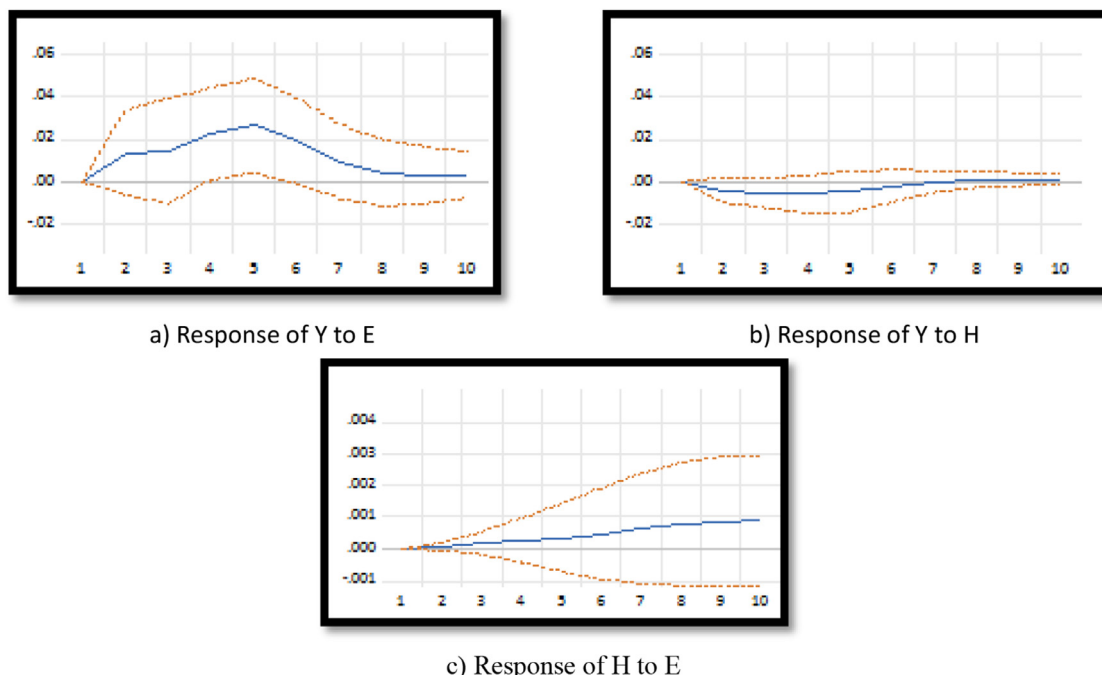 .06
.04
.02
.00
-.02
1 2 3 4 5 6 7 8 9 10
a) Response of Y to E
.06
.04
.02
.00
-.02
1 2 3 4 5 6 7 8 9 10
b) Response of Y to H
.004
.003
.002
.001
.000
-.001
1 2 3 4 5 6 7 8 9 10
c) Response of H to E